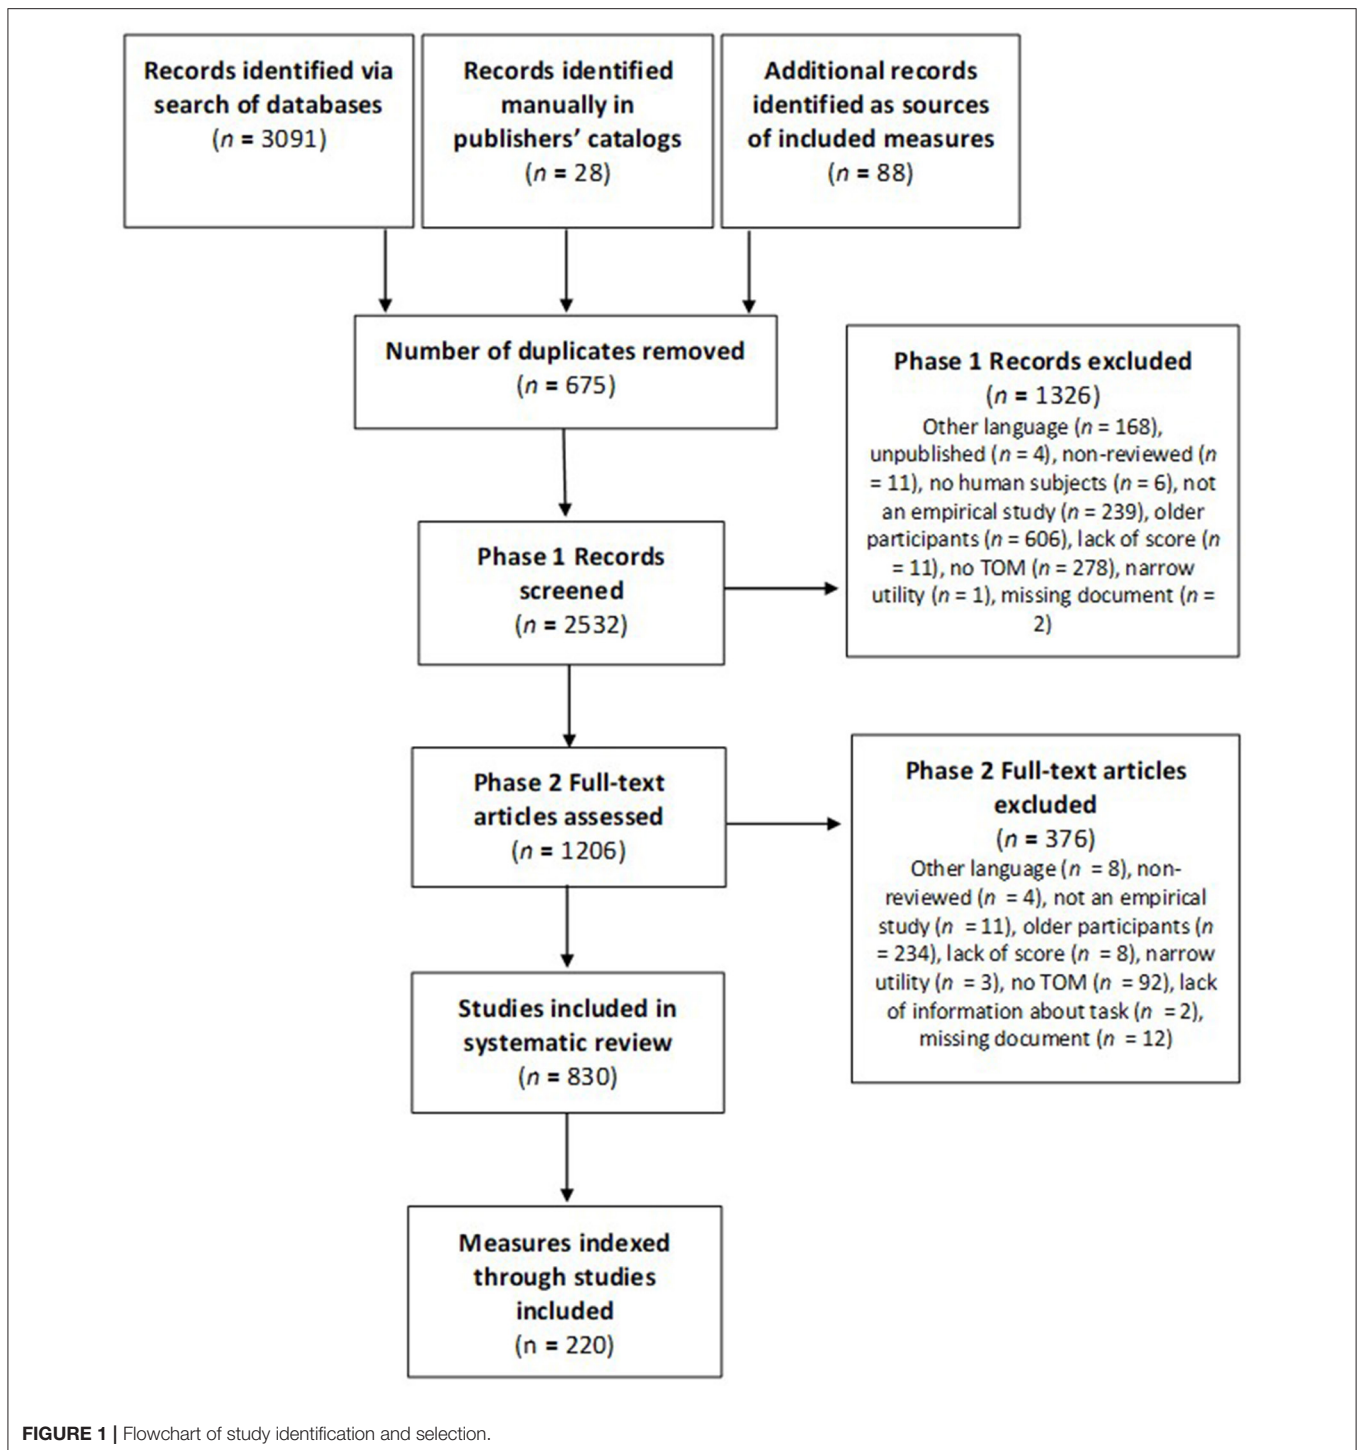 Records identified via
search of databases
(n = 3091)
Records identified
manually in
publishers’ catalogs
(n = 28)
Additional records
identified as sources
of included measures
(n = 88)
Number of duplicates removed
(n = 675)
Phase 1 Records excluded
(n = 1326)
Other language (n = 168),
unpublished (n = 4), non-reviewed (n
= 11), no human subjects (n = 6), not
an empirical study (n = 239), older
participants (n = 606), lack of score (n
= 11), no TOM (n = 278), narrow
utility (n = 1), missing document (n =
2)
Phase 1 Records
screened
(n = 2532)
Phase 2 Full-text
articles assessed
(n = 1206)
Phase 2 Full-text articles
excluded
(n = 376)
Other language (n = 8), non-
reviewed (n = 4), not an empirical
study (n = 11), older participants (n
= 234), lack of score (n = 8), narrow
utility (n = 3), no TOM (n = 92), lack
of information about task (n = 2),
missing document (n = 12)
Studies included in
systematic review
(n = 830)
Measures indexed
through studies
included
(n = 220)
FIGURE 1 | Flowchart of study identification and selection.